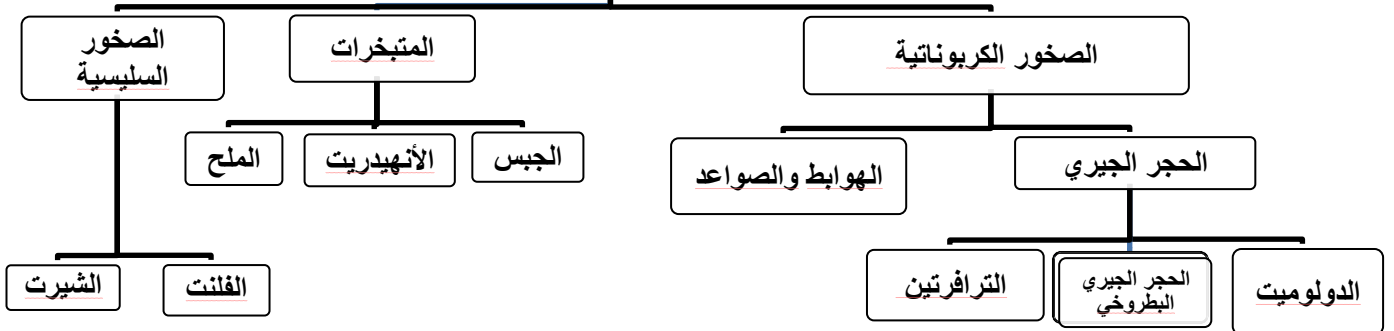 الصخور الكربوناتية
المتبخرات
الصخور
السليسية
الحجر الجيري
الهوابط والصواعد
الجبس
الأنهيدريت
الملح
الدولوميت
الحجر الجيري
البطروخي
الترافرتين
الفلنت
الشيرت